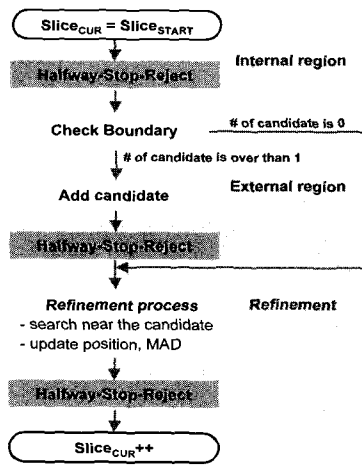 Slice_CUR = Slice_START
Internal region
Halfway-Stop-Reject
Check Boundary
# of candidate is 0
# of candidate is over than 1
Add candidate
External region
Halfway-Stop-Reject
Refinement process
Refinement
- search near the candidate
- update position, MAD
Halfway-Stop-Reject
Slice_CUR++